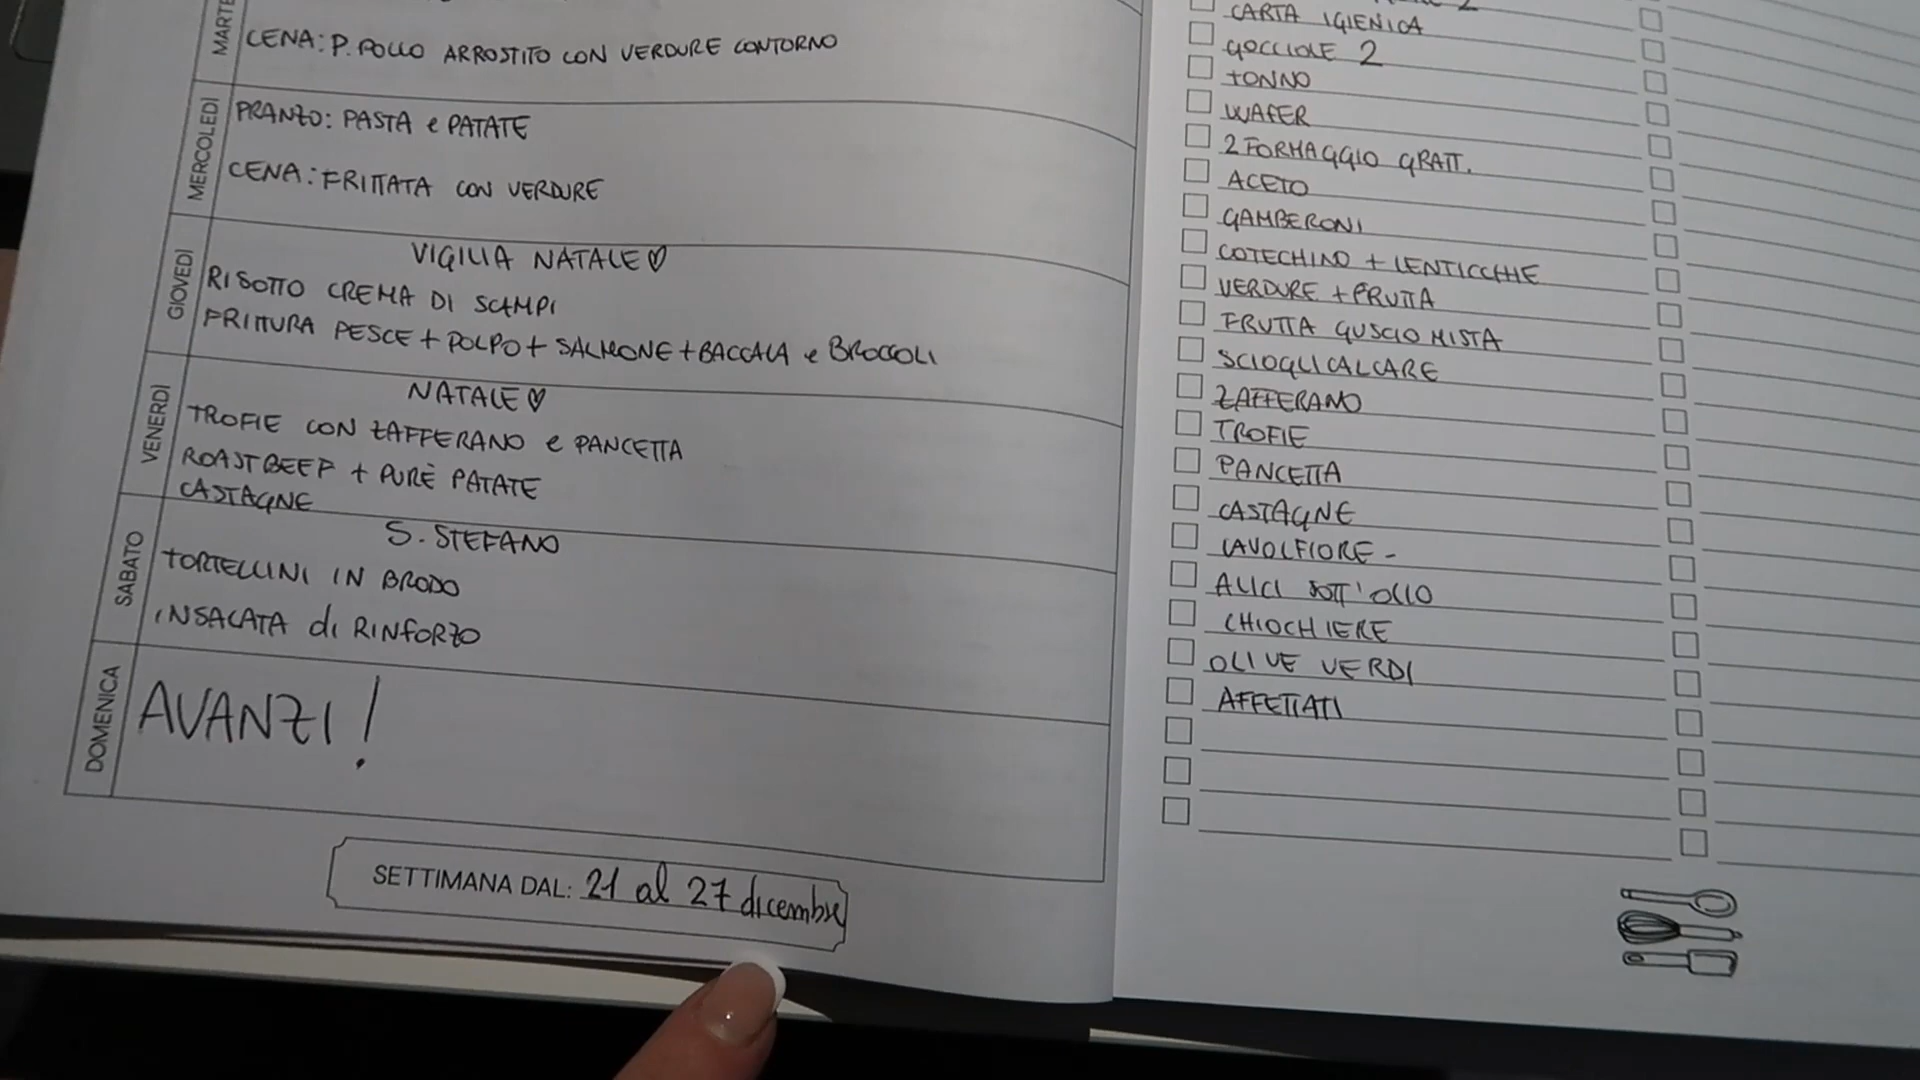 MARTE
CENA: P. POLLO ARROSTITO CON VERDURE CONTORNO
MERCOLEDÌ
PRANZO: PASTA e PATATE
CENA: FRITTATA CON VERDURE
GIOVEDÌ
VIGILIA NATALE ♡
RISOTTO CREMA DI SCAMPI
FRITTURA PESCE + POLPO + SALMONE + BACCALA e BROCCOLI
VENERDÌ
NATALE ♡
TROFIE CON ZAFFERANO e PANCETTA
ROASTBEEF + PURÈ PATATE
CASTAGNE
SABATO
S. STEFANO
TORTELLINI IN BRODO
INSALATA di RINFORZO
DOMENICA
AVANZI!
SETTIMANA DAL: 21 al 27 dicembre
CARTA IGIENICA
GOCCIOLE 2
TONNO
WAFER
2 FORMAGGIO GRATT.
ACETO
GAMBERONI
COTECHINO + LENTICCHIE
VERDURE + FRUTTA
FRUTTA GUSCIO MISTA
SCIOGLICALCARE
ZAFFERANO
TROFIE
PANCETTA
CASTAGNE
CAVOLFIORE -
ALICI SOTT'OLIO
CHIOCHIERE
OLIVE VERDI
AFFETTATI